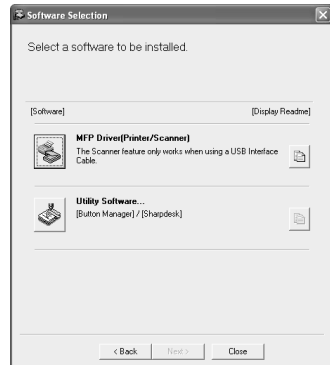 Software Selection
Select a software to be installed.
[Software] [Display Readme]
MFP Driver(Printer/Scanner)
The Scanner feature only works when using a USB Interface
Cable.
Utility Software...
[Button Manager] / [Sharpdesk]
< Back Next > Close